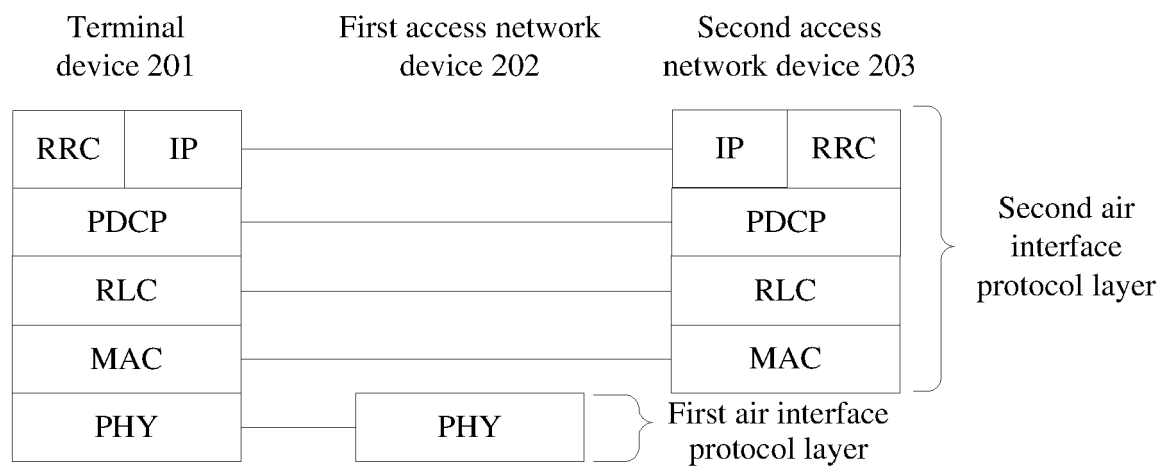 Terminal
device 201
First access network
device 202
Second access
network device 203
RRC
IP
IP
RRC
PDCP
PDCP
RLC
RLC
MAC
MAC
PHY
PHY
Second air
interface
protocol layer
First air interface
protocol layer